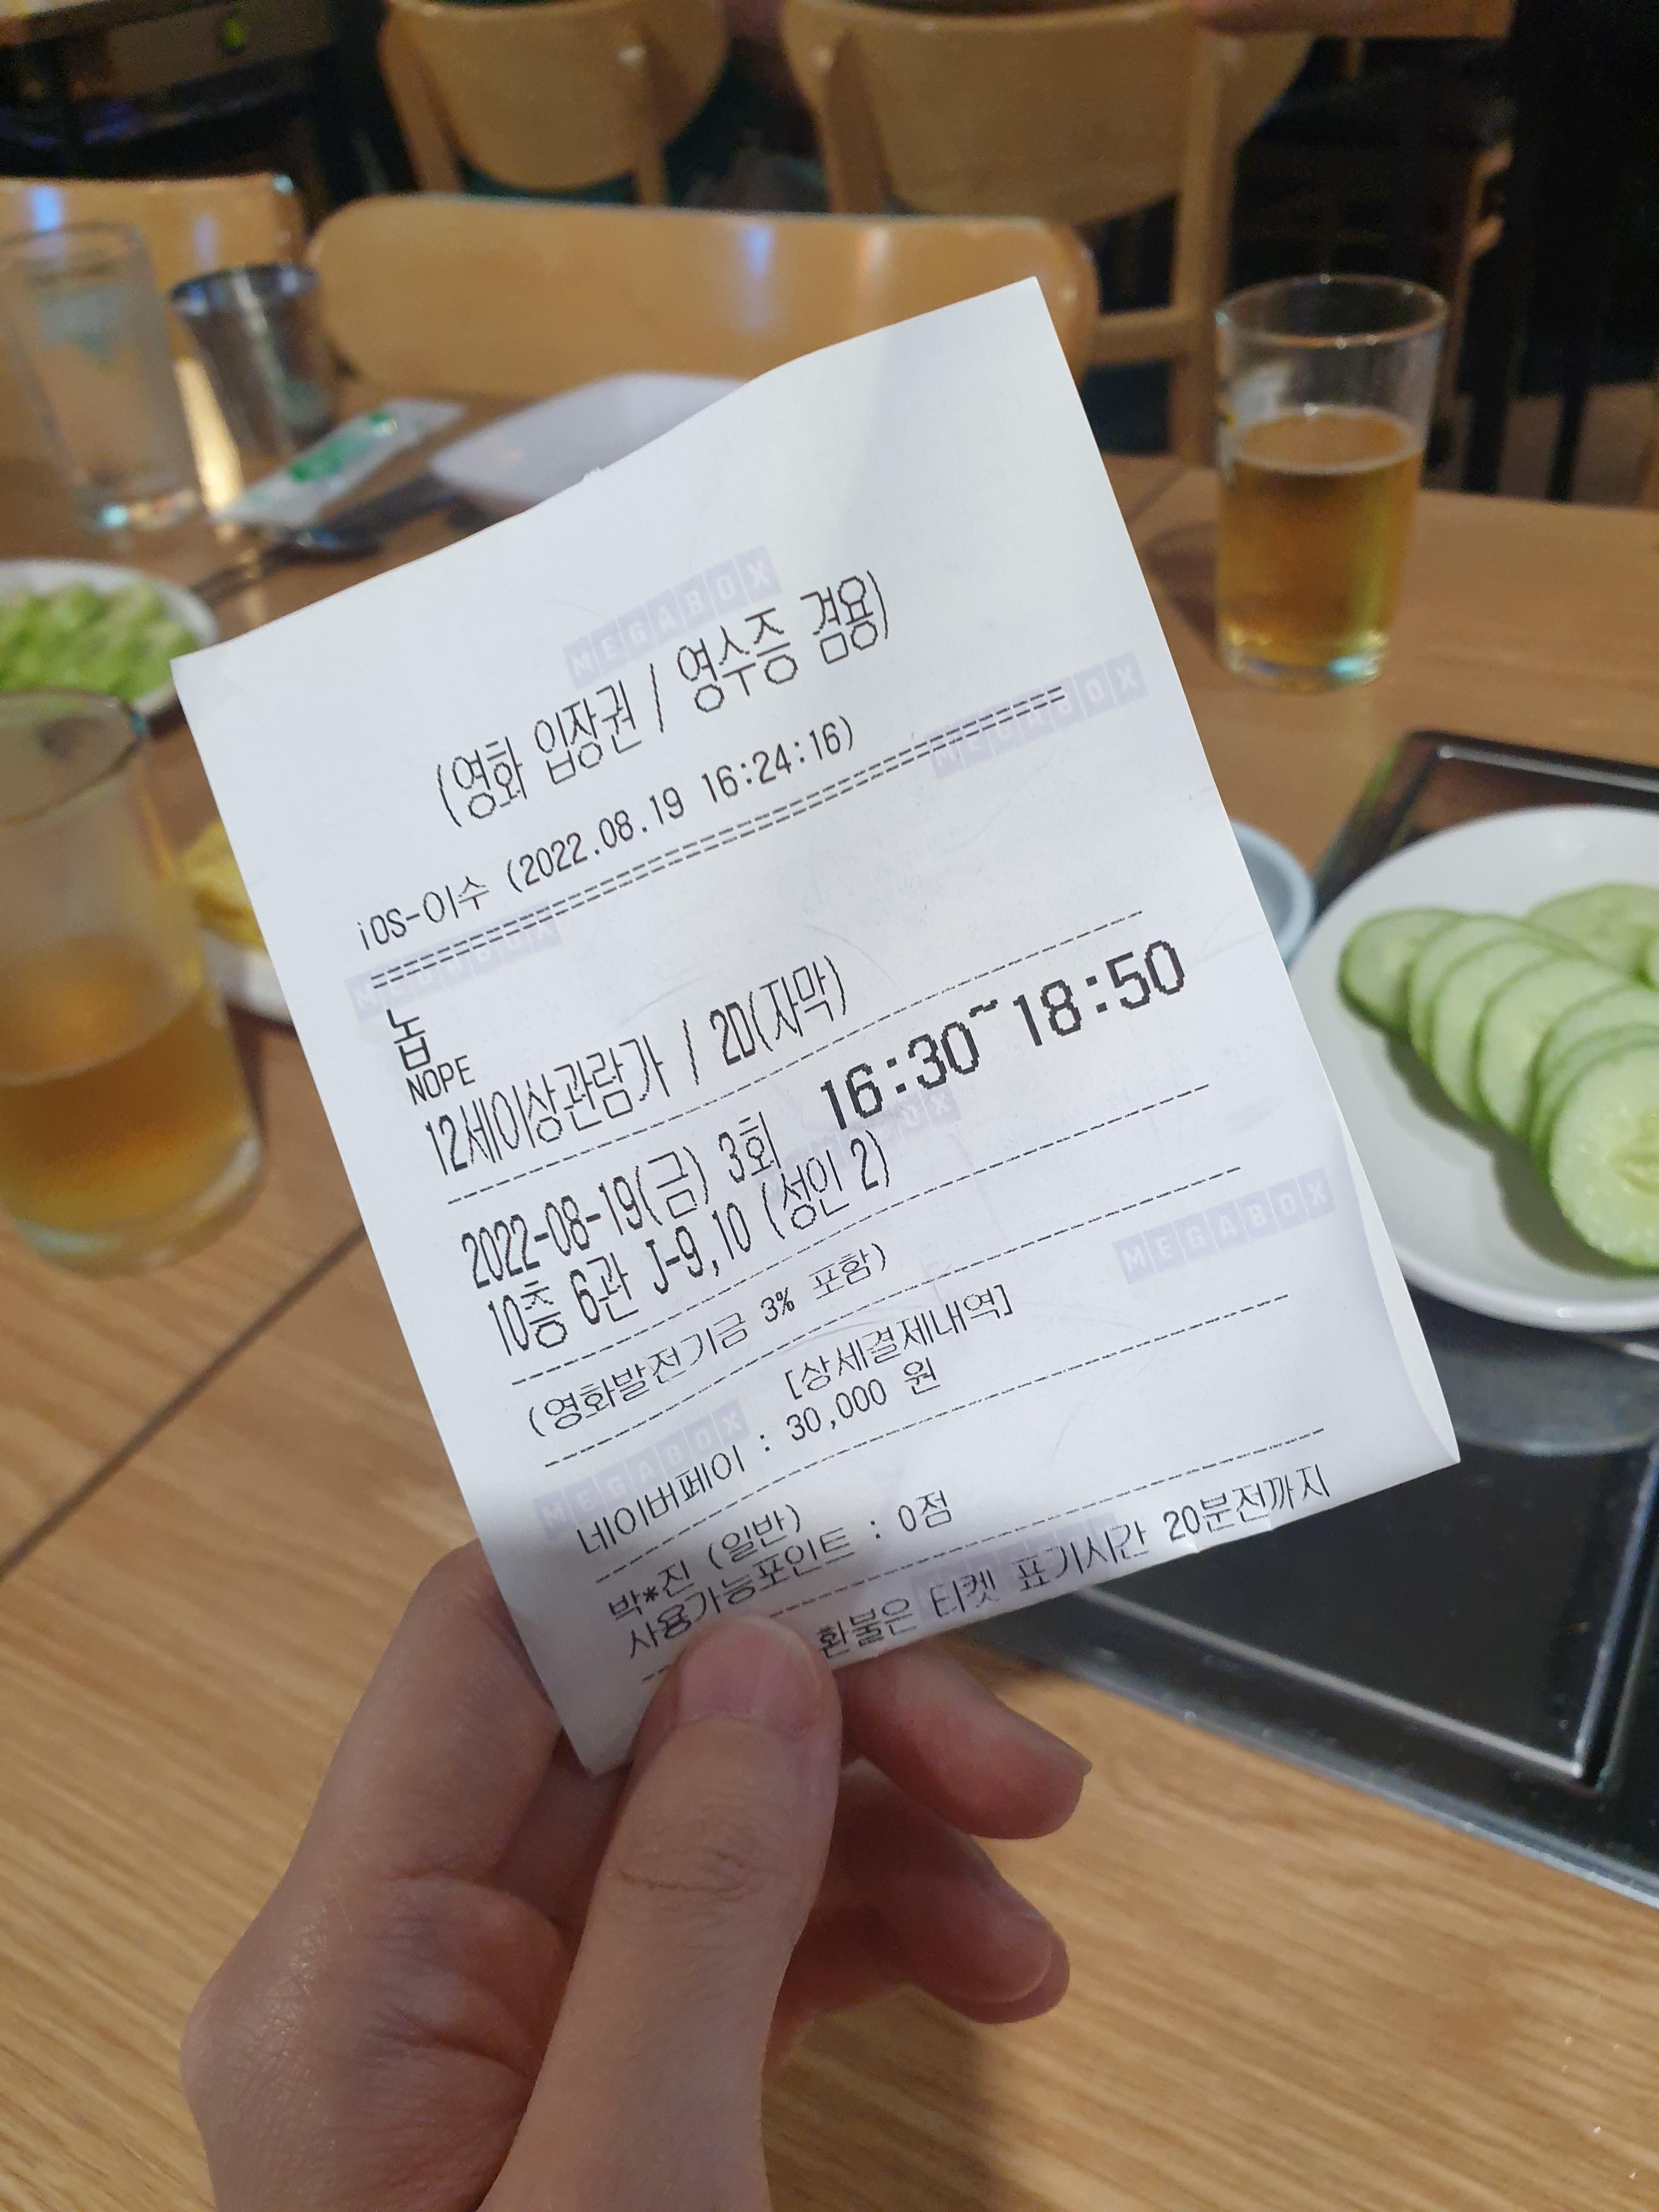 MEGABOX
(영화 입장권 / 영수증 겸용)
iOS-이수 (2022.08.19 16:24:16)
MEGABOX
MEGABOX
놉
NOPE
12세이상관람가 / 2D(자막)
2022-08-19(금) 3회 16:30~18:50
10층 6관 J-9,10 (성인 2)
MEGABOX
(영화발전기금 3% 포함)
[상세결제내역]
MEGABOX
네이버페이 : 30,000 원
박*진 (일반)
사용가능포인트 : 0점
환불은 티켓 표기시간 20분전까지